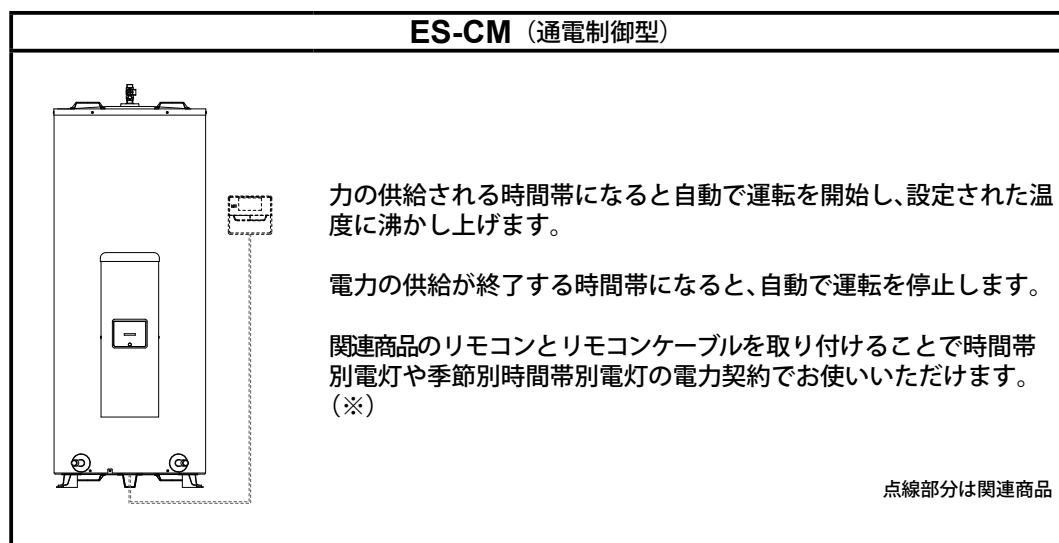 ES-CM（通電制御型）
力の供給される時間帯になると自動で運転を開始し、設定された温
度に沸かし上げます。
電力の供給が終了する時間帯になると、自動で運転を停止します。
関連商品のリモコンとリモコンケーブルを取り付けることで時間帯
別電灯や季節別時間帯別電灯の電力契約でお使いいただけます。
（※）
点線部分は関連商品